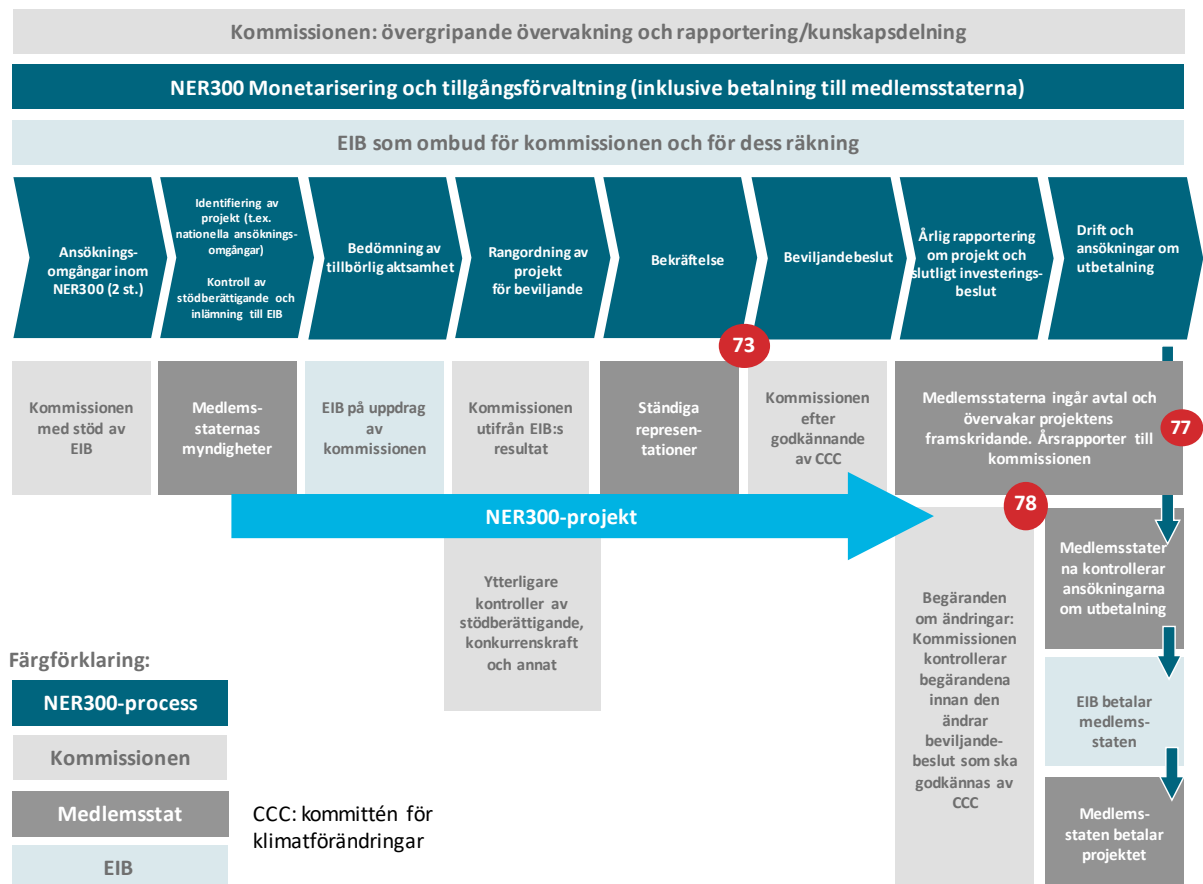 Kommissionen: övergripande övervakning och rapportering/kunskapsdelning
NER300 Monetarisering och tillgångsförvaltning (inklusive betalning till medlemsstaterna)
EIB som ombud för kommissionen och för dess räkning
Ansöknings-
omgångar inom
NER300 (2 st.)
Identifiering av
projekt (t.ex.
nationella ansöknings-
omgångar)
Kontroll av
stödberättigande och
inlämning till EIB
Bedömning av
tillbörlig aktsamhet
Rangordning av
projekt
för beviljande
Bekräftelse
Beviljandebeslut
Årlig rapportering
om projekt och
slutligt investerings-
beslut
Drift och
ansökningar om
utbetalning
73
Kommissionen
med stöd av
EIB
Medlems-
staternas
myndigheter
EIB på uppdrag
av
kommissionen
Kommissionen
utifrån EIB:s
resultat
Ständiga
represen-
tationer
Kommissionen
efter
godkännande
av CCC
Medlemsstaterna ingår avtal och
övervakar projektens
framskridande. Årsrapporter till
kommissionen
77
78
NER300-projekt
Ytterligare
kontroller av
stödberättigande,
konkurrenskraft
och annat
Begäranden
om ändringar:
Kommissionen
kontrollerar
begärandena
innan den
ändrar
beviljande-
beslut som ska
godkännas av
CCC
Medlemsstater
na kontrollerar
ansökningarna
om utbetalning
EIB betalar
medlems-
staten
Medlems-
staten betalar
projektet
Färgförklaring:
NER300-process
Kommissionen
Medlemsstat
EIB
CCC: kommittén för
klimatförändringar